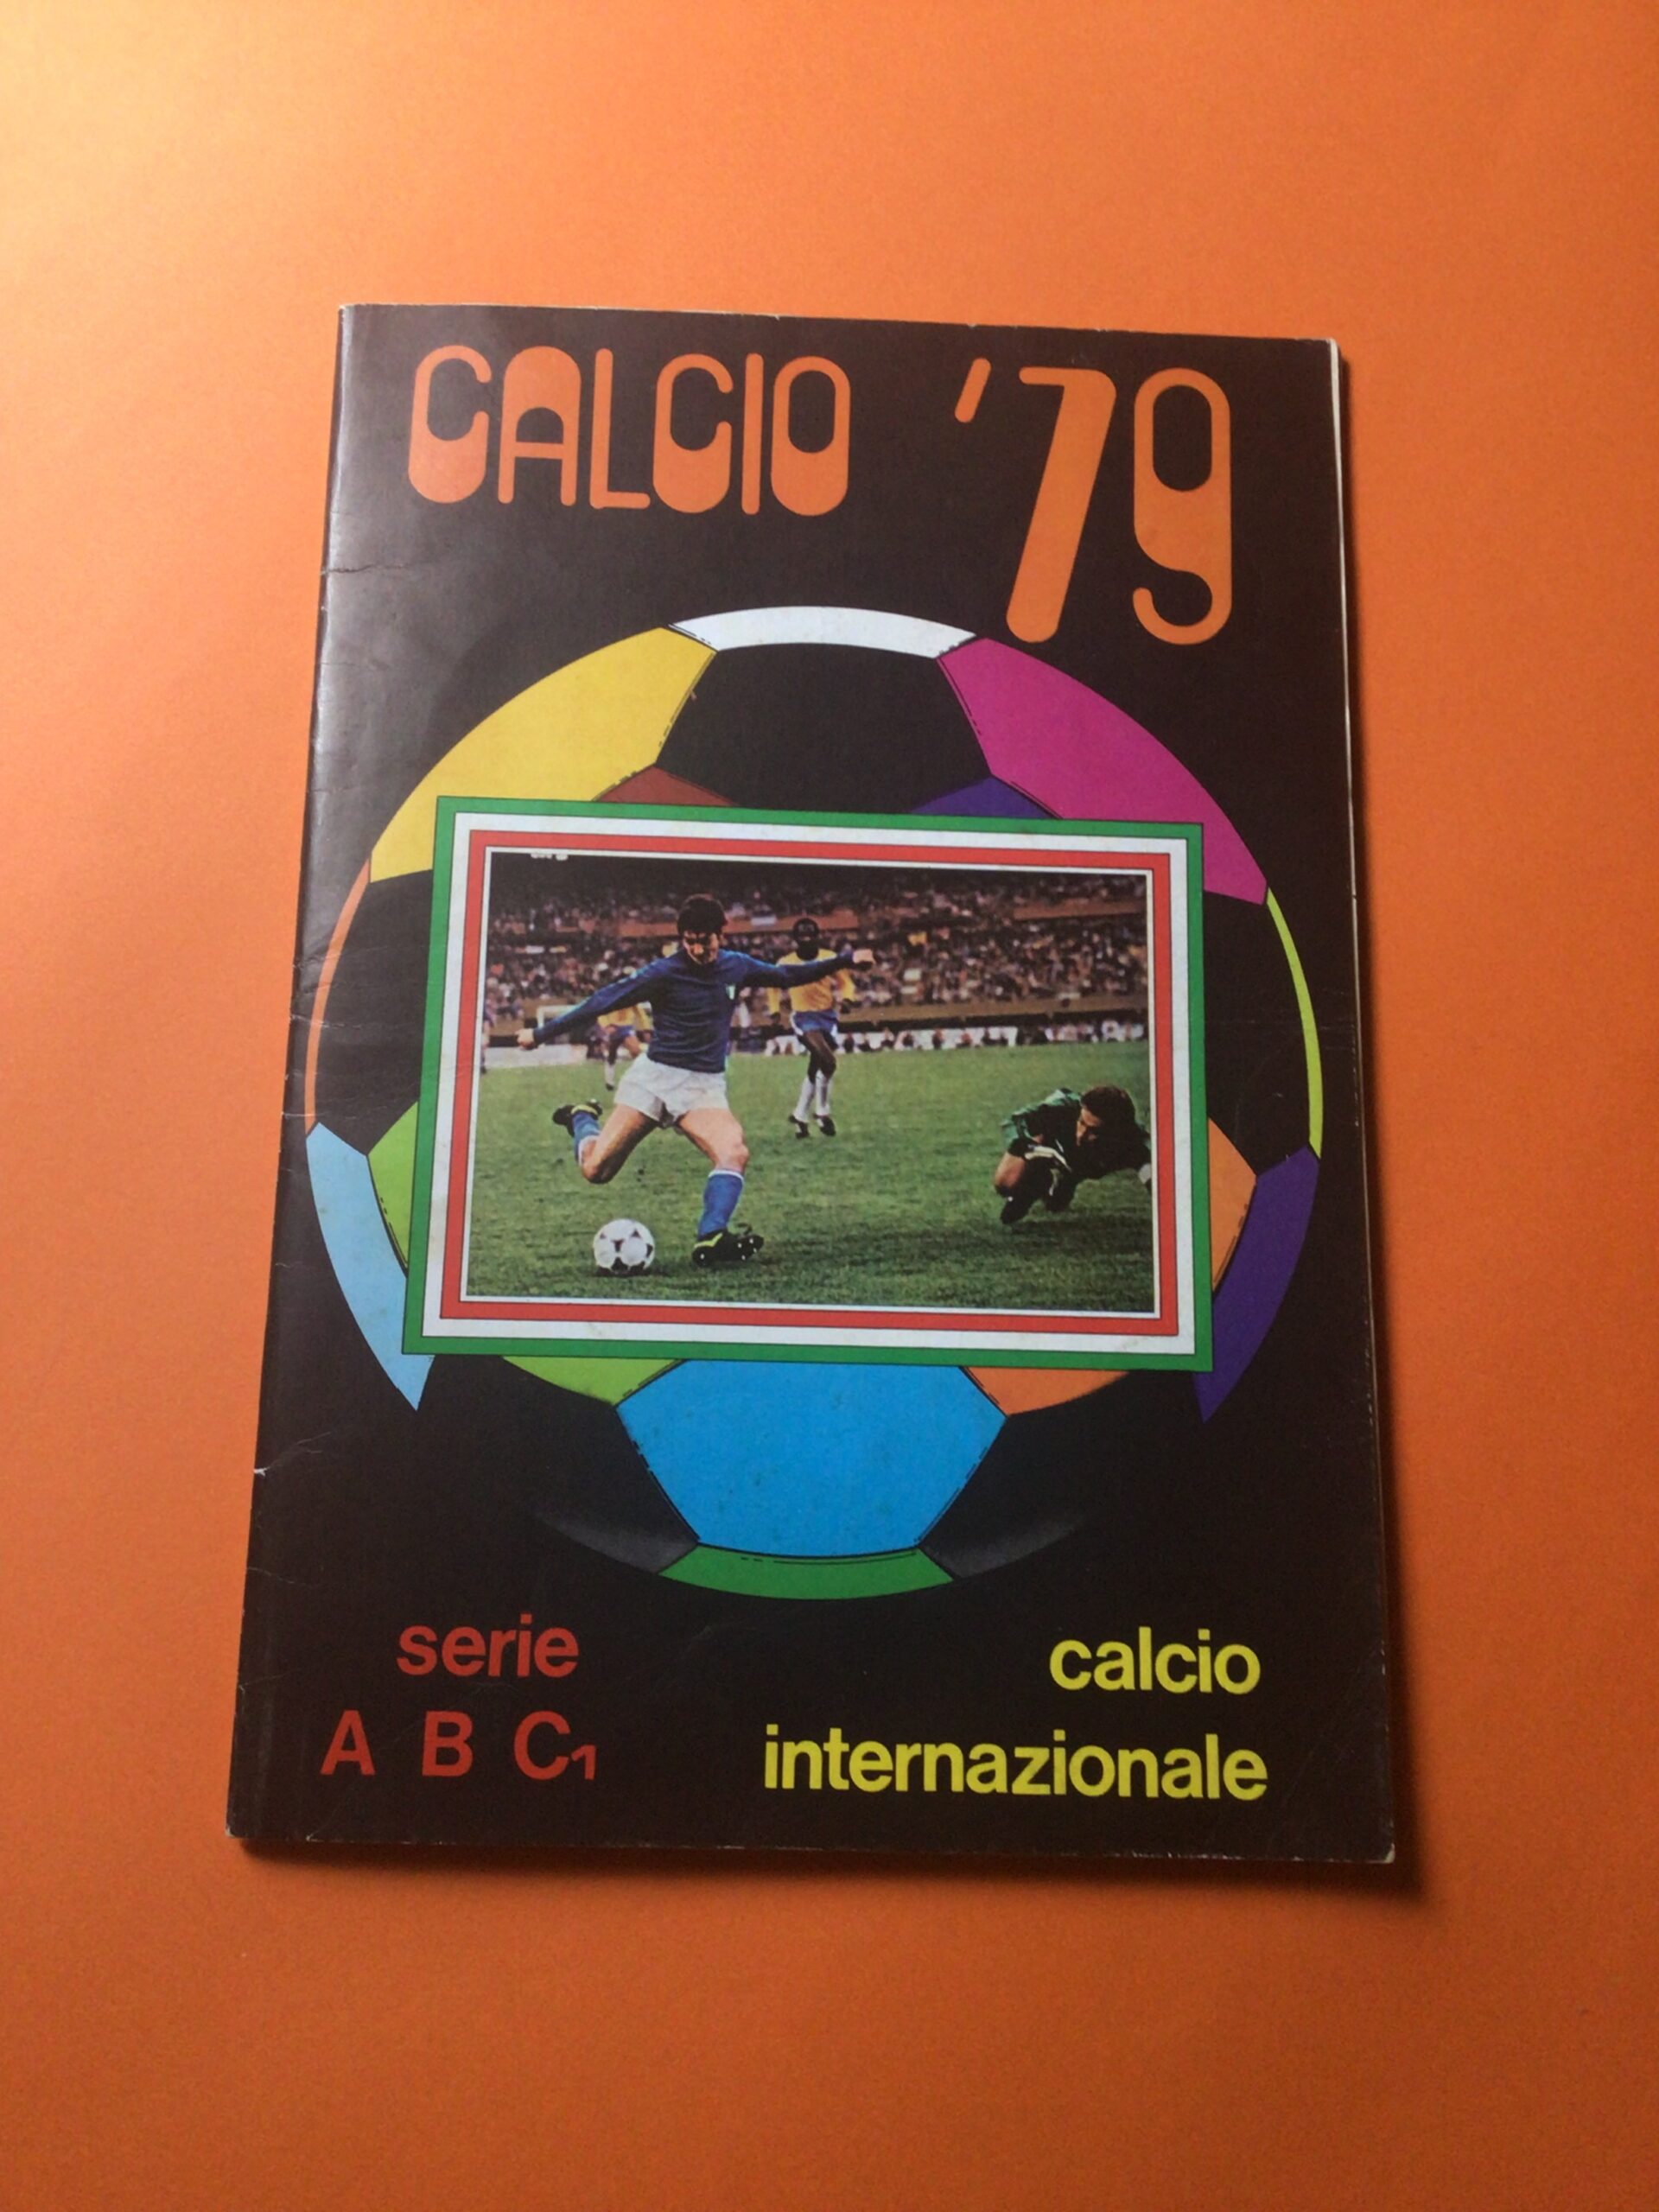 CALCIO '79
serie
A B C1
calcio
internazionale